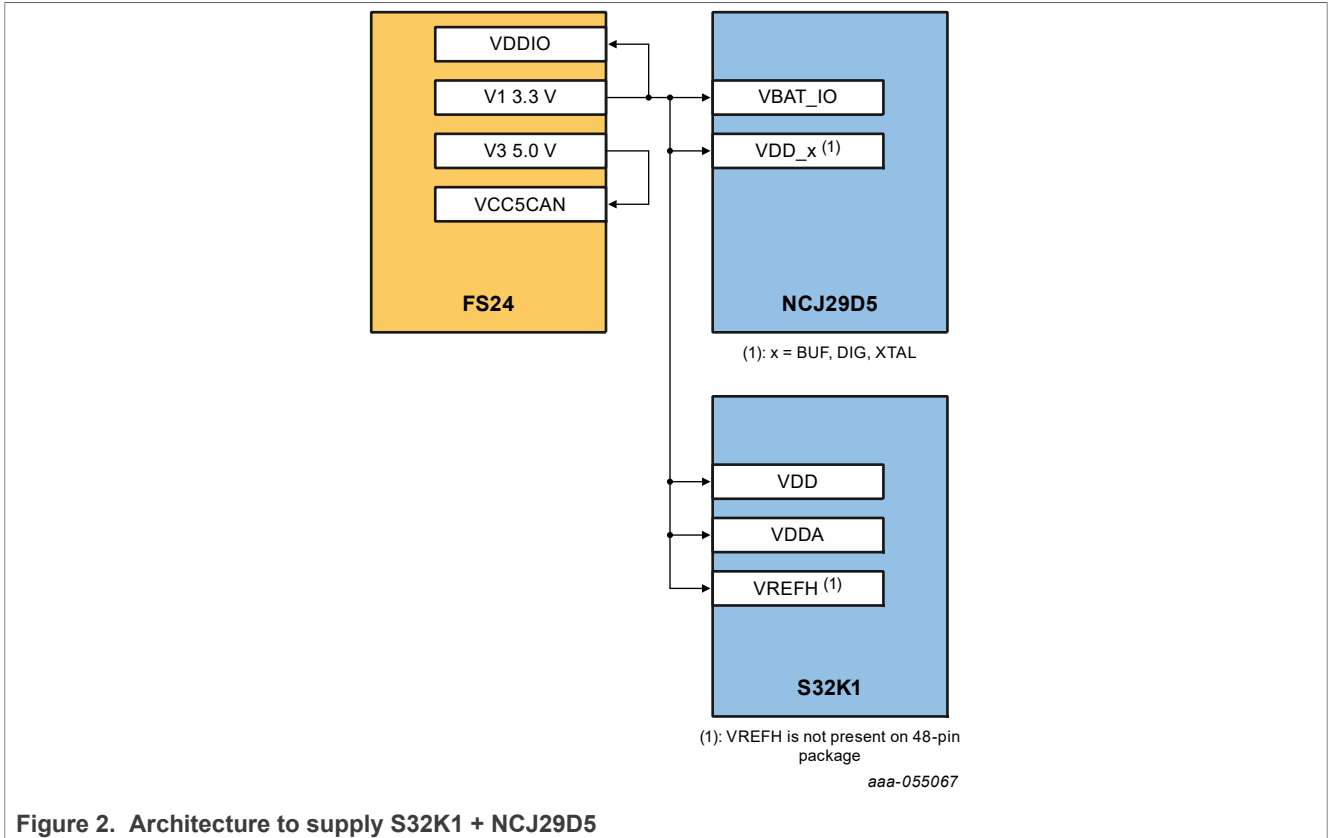 VDDIO
V1 3.3 V
V3 5.0 V
VCC5CAN
FS24
VBAT_IO
VDD_x (1)
NCJ29D5
(1): x = BUF, DIG, XTAL
VDD
VDDA
VREFH (1)
S32K1
(1): VREFH is not present on 48-pin
package
aaa-055067
Figure 2. Architecture to supply S32K1 + NCJ29D5